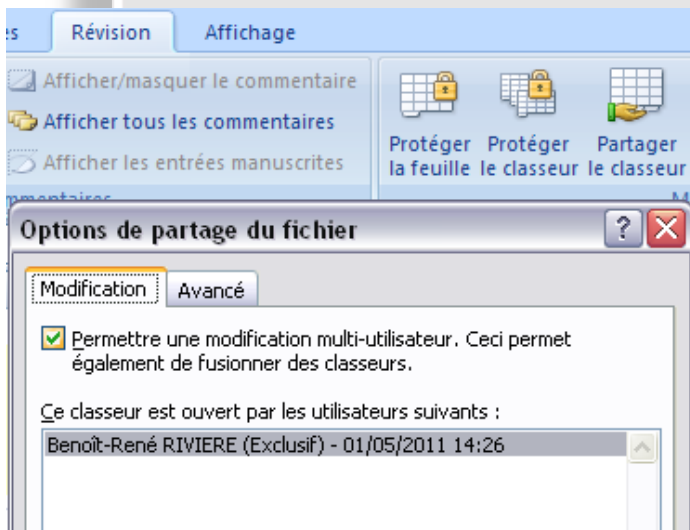 Révision Affichage
Afficher/masquer le commentaire
Afficher tous les commentaires
Afficher les entrées manuscrites
Protéger la feuille
Protéger le classeur
Partager le classeur
Options de partage du fichier
?
Modification Avancé
Permettre une modification multi-utilisateur. Ceci permet
également de fusionner des classeurs.
Ce classeur est ouvert par les utilisateurs suivants :
Benoît-René RIVIERE (Exclusif) - 01/05/2011 14:26